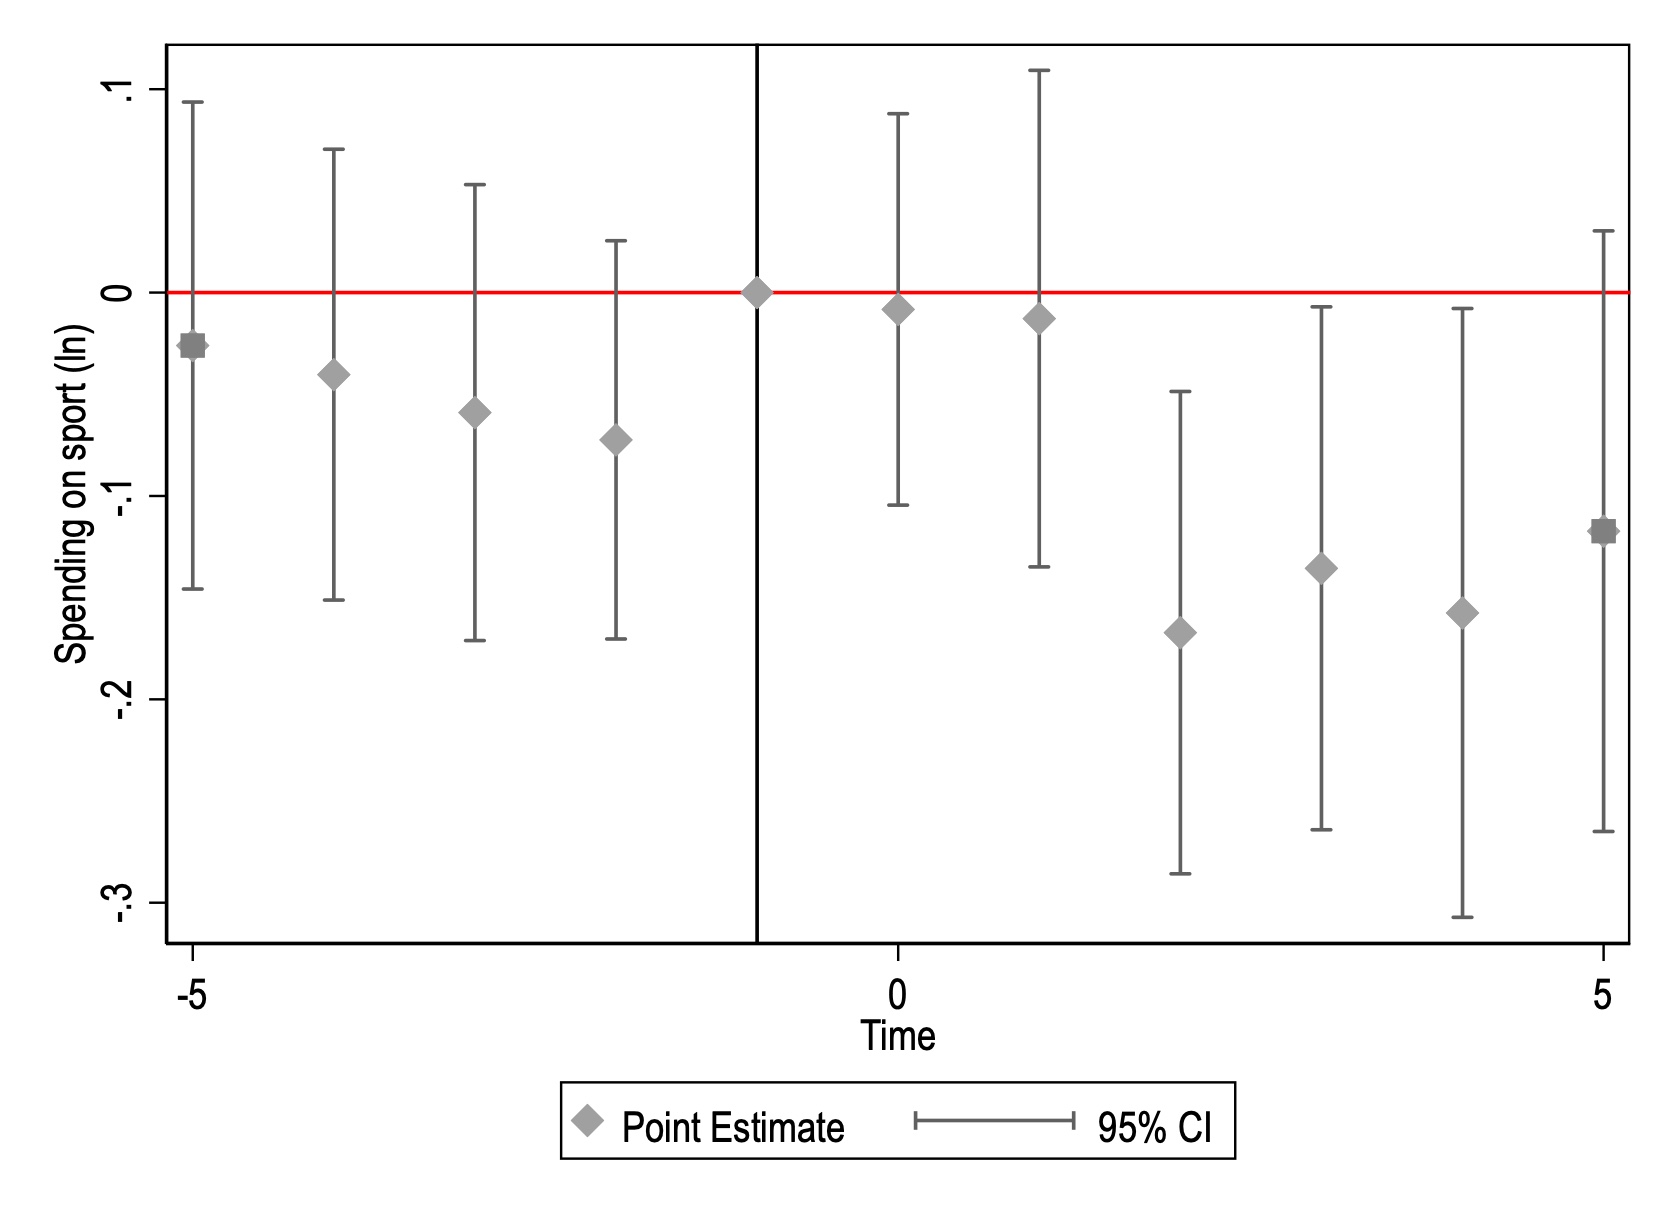 .1
0
-.1
-.2
-.3
Spending on sport (ln)
-5
0
5
Time
Point Estimate
95% CI